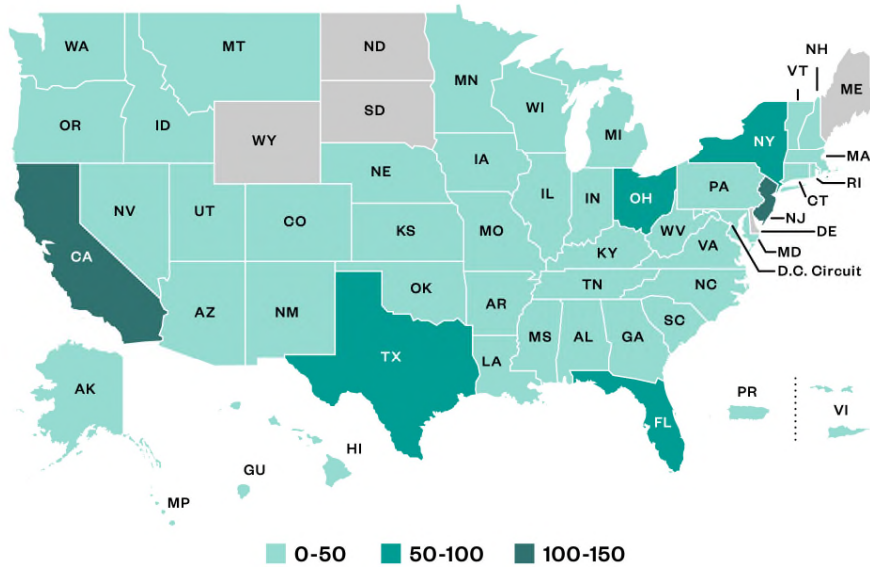 NH
VT
WA
MT
ND
MN
ME
OR
ID
SD
WI
MI
NY
WY
MA
RI
CT
IA
NE
PA
NJ
NV
UT
CO
IL
IN
OH
DE
CA
KS
MO
WV
VA
MD
KY
D.C. Circuit
AZ
NM
OK
AR
TN
NC
SC
MS
AL
GA
TX
LA
AK
PR
VI
FL
HI
GU
MP
0-50
50-100
100-150